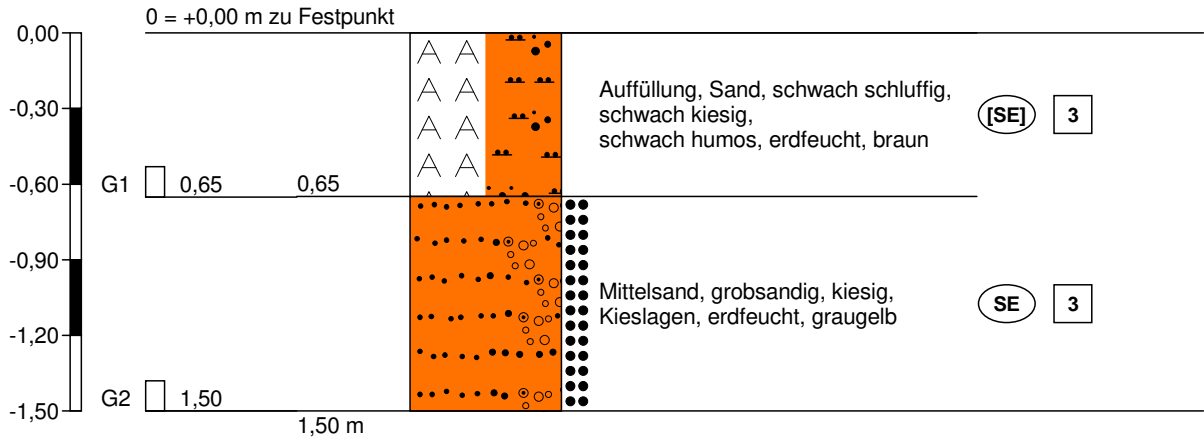 0 = +0,00 m zu Festpunkt
0,00
-0,30
-0,60
-0,90
-1,20
-1,50
G1 0,65 0,65
G2 1,50
1,50 m
Auffüllung, Sand, schwach schluffig,
schwach kiesig,
schwach humos, erdfeucht, braun
[SE] 3
Mittelsand, grobsandig, kiesig,
Kieslagen, erdfeucht, graugelb
SE 3